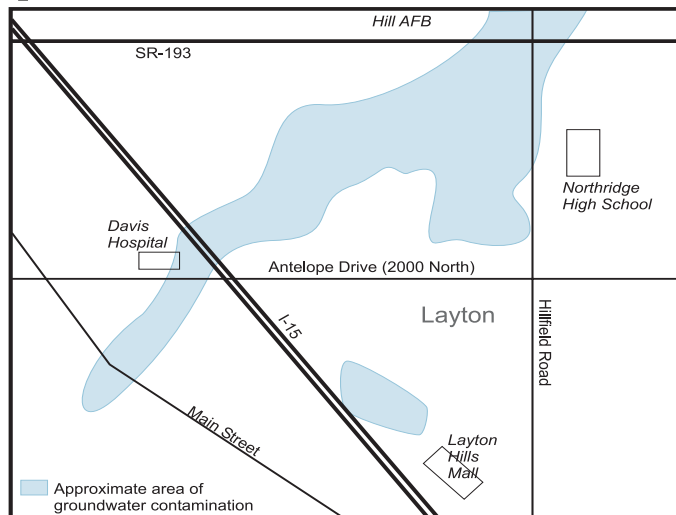 Hill AFB
SR-193
Northridge
High School
Davis
Hospital
Antelope Drive (2000 North)
Layton
I-15
Hillfield Road
Main Street
Layton
Hills
Mall
Approximate area of
groundwater contamination